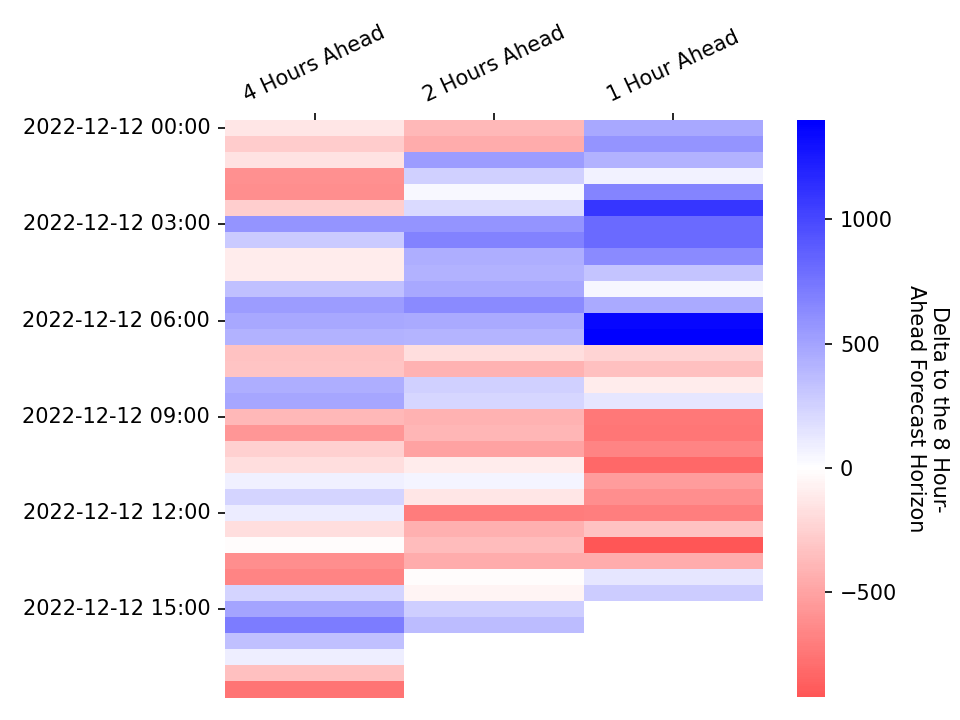 4 Hours Ahead
2 Hours Ahead
1 Hour Ahead
2022-12-12 00:00
2022-12-12 03:00
2022-12-12 06:00
2022-12-12 09:00
2022-12-12 12:00
2022-12-12 15:00
1000
500
0
−500
Delta to the 8 Hour-
Ahead Forecast Horizon